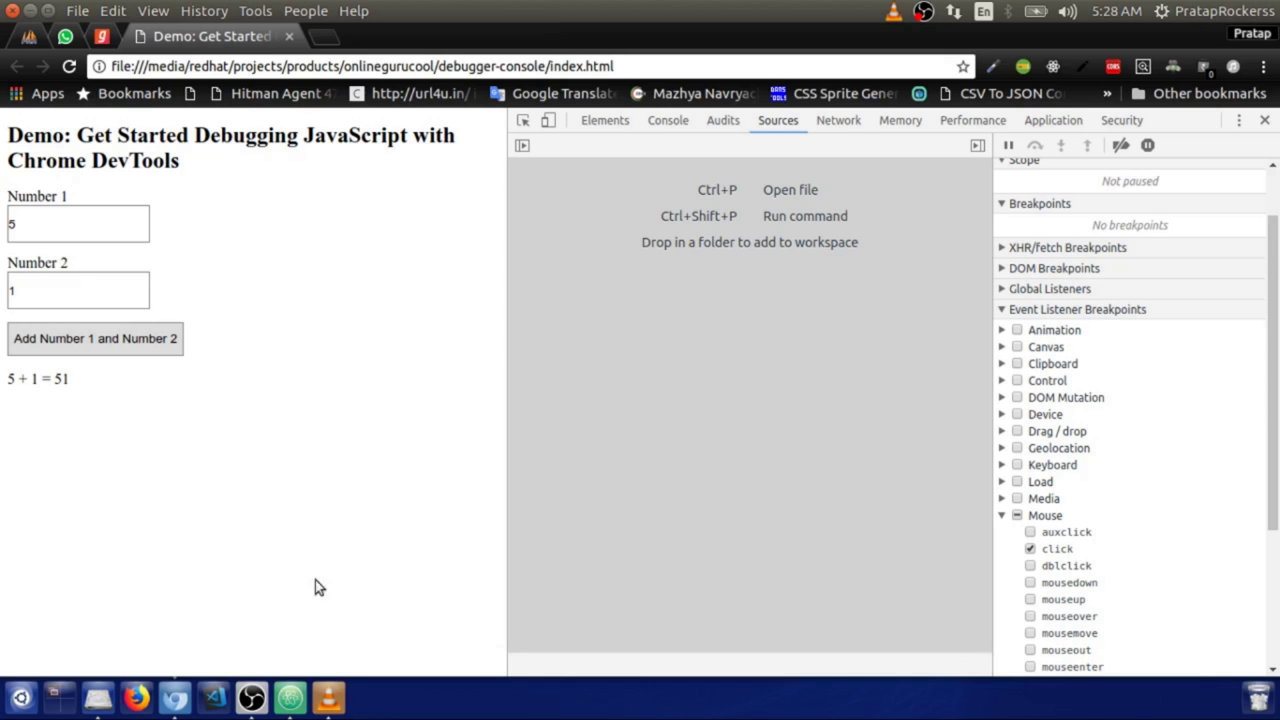 File Edit View History Tools People Help
En
5:28 AM
PratapRockerss
Demo: Get Started
Pratap
file:///media/redhat/projects/products/onlinegurucool/debugger-console/index.html
CORS
0
Apps
Bookmarks
Hitman Agent 47
http://url4u.in/
Google Translat
Mazhya Navryac
CSS Sprite Gene
CSV To JSON Co
»
Other bookmarks
Demo: Get Started Debugging JavaScript with
Chrome DevTools
Number 1
5
Number 2
1
Add Number 1 and Number 2
5 + 1 = 51
Elements Console Audits Sources Network Memory Performance Application Security
Ctrl+P Open file
Ctrl+Shift+P Run command
Drop in a folder to add to workspace
Scope
Not paused
Breakpoints
No breakpoints
XHR/fetch Breakpoints
DOM Breakpoints
Global Listeners
Event Listener Breakpoints
Animation
Canvas
Clipboard
Control
DOM Mutation
Device
Drag / drop
Geolocation
Keyboard
Load
Media
Mouse
auxclick
click
dblclick
mousedown
mouseup
mouseover
mousemove
mouseout
mouseenter